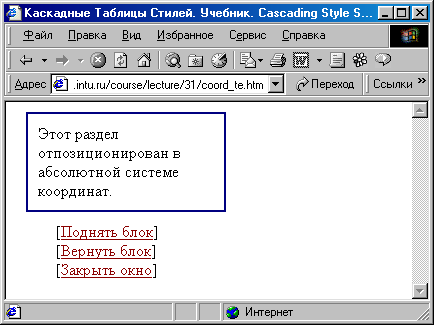 Каскадные Таблицы Стилей. Учебник. Cascading Style S...
Файл Правка Вид Избранное Сервис Справка
Адрес .intu.ru/course/lecture/31/coord_te.htm Переход Ссылки »
Этот раздел
отпозиционирован в
абсолютной системе
координат.
[Поднять блок]
[Вернуть блок]
[Закрыть окно]
Интернет